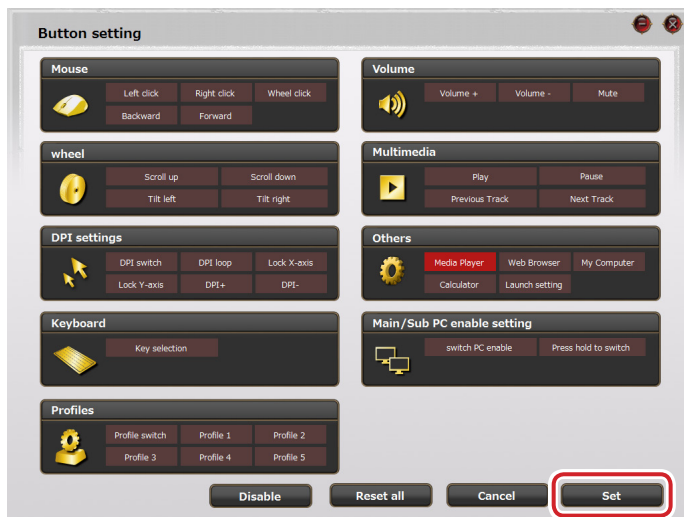 Button setting
Mouse
Left click Right click Wheel click
Backward Forward
Volume
Volume + Volume - Mute
wheel
Scroll up Scroll down
Tilt left Tilt right
Multimedia
Play Pause
Previous Track Next Track
DPI settings
DPI switch DPI loop Lock X-axis
Lock Y-axis DPI+ DPI-
Others
Media Player Web Browser My Computer
Calculator Launch setting
Keyboard
Key selection
Main/Sub PC enable setting
switch PC enable Press hold to switch
Profiles
Profile switch Profile 1 Profile 2
Profile 3 Profile 4 Profile 5
Disable Reset all Cancel Set